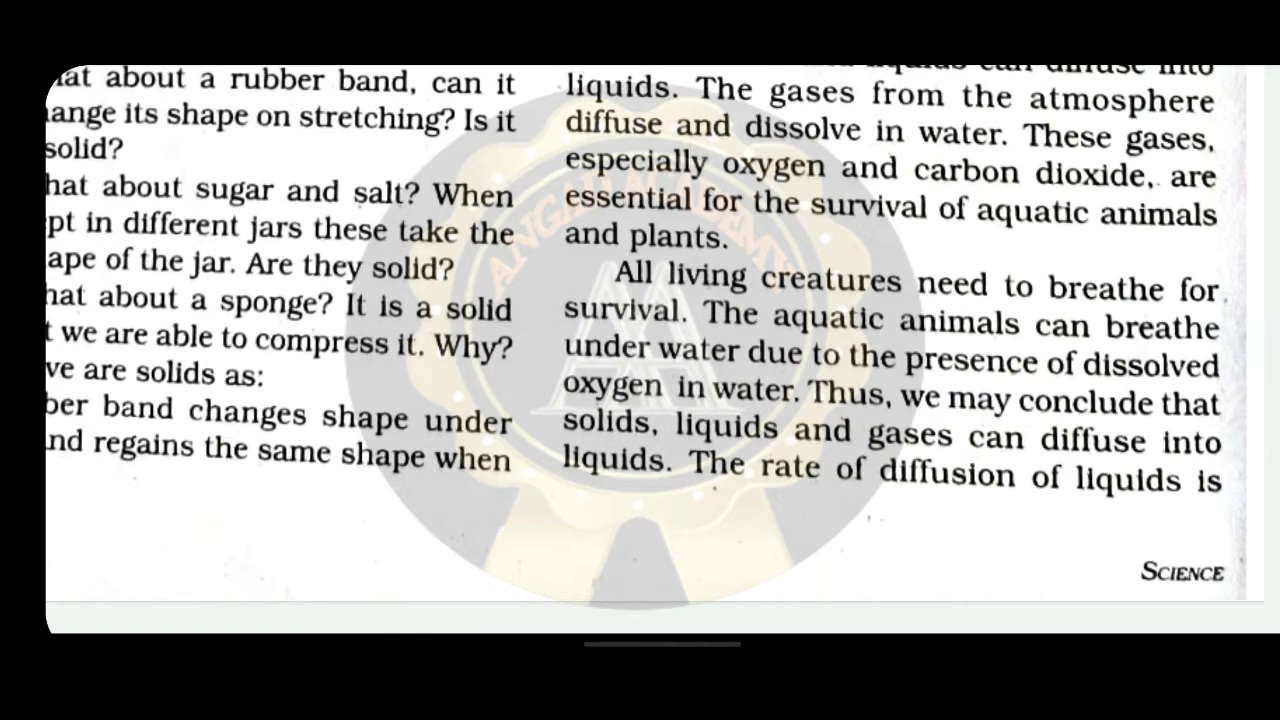 hat about a rubber band, can it
ange its shape on stretching? Is it
solid?
hat about sugar and salt? When
pt in different jars these take the
ape of the jar. Are they solid?
hat about a sponge? It is a solid
t we are able to compress it. Why?
ve are solids as:
ber band changes shape under
nd regains the same shape when
liquids can diffuse into
liquids. The gases from the atmosphere
diffuse and dissolve in water. These gases,
especially oxygen and carbon dioxide, are
essential for the survival of aquatic animals
and plants.
All living creatures need to breathe for
survival. The aquatic animals can breathe
under water due to the presence of dissolved
oxygen in water. Thus, we may conclude that
solids, liquids and gases can diffuse into
liquids. The rate of diffusion of liquids is
SCIENCE